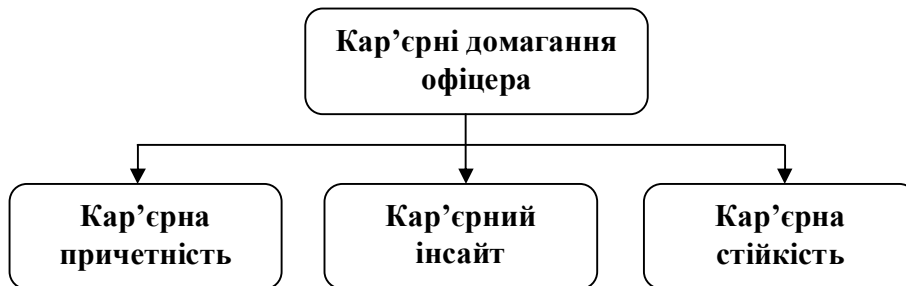 Кар’єрні домагання
офіцера
Кар’єрна
причетність
Кар’єрний
інсайт
Кар’єрна
стійкість